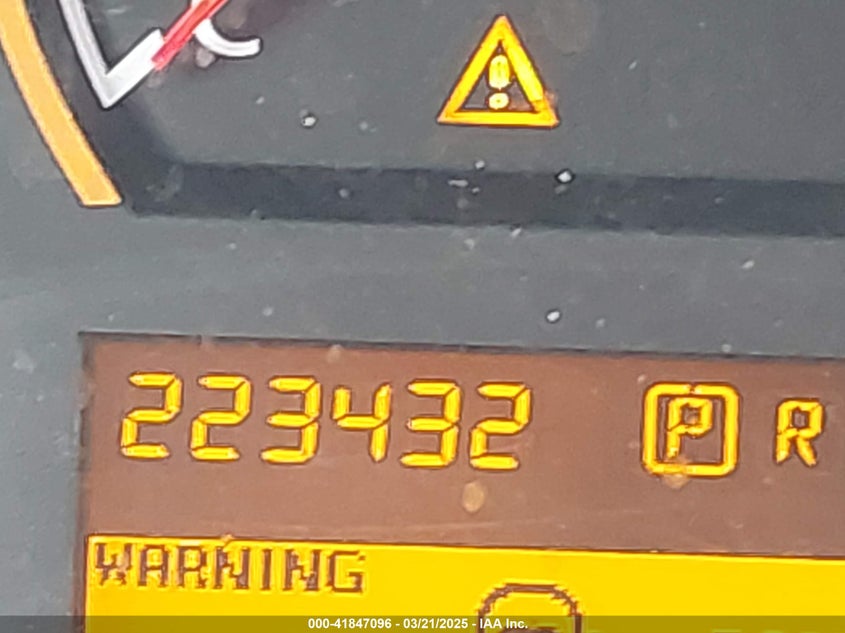 223432 P R
WARNING
000-41847096 - 03/21/2025 - IAA Inc.